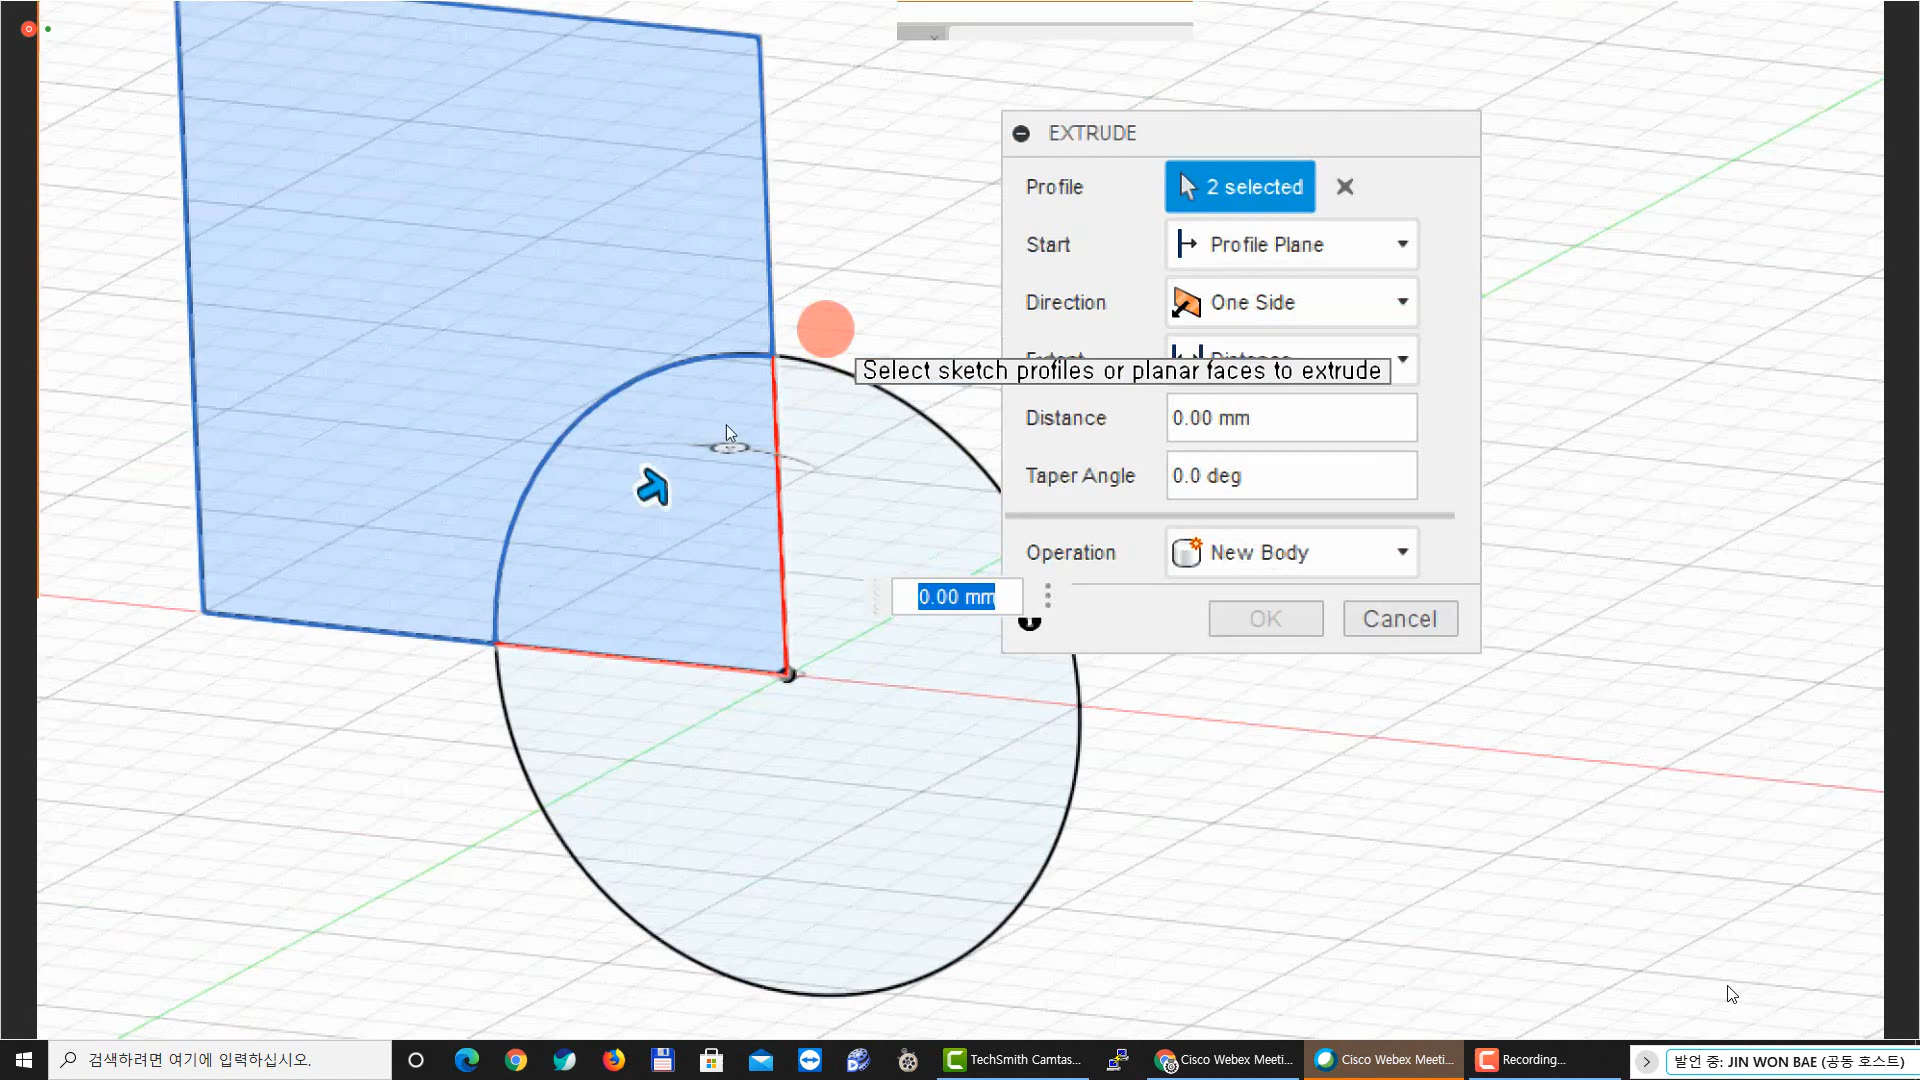 EXTRUDE
Profile
2 selected
Start
Profile Plane
Direction
One Side
Extent
Distance
Select sketch profiles or planar faces to extrude
Distance
0.00 mm
Taper Angle
0.0 deg
Operation
New Body
0.00 mm
OK
Cancel
검색하려면 여기에 입력하십시오.
TechSmith Camtas...
Cisco Webex Meeti...
Cisco Webex Meeti...
Recording...
발언 중: JIN WON BAE (공동 호스트)